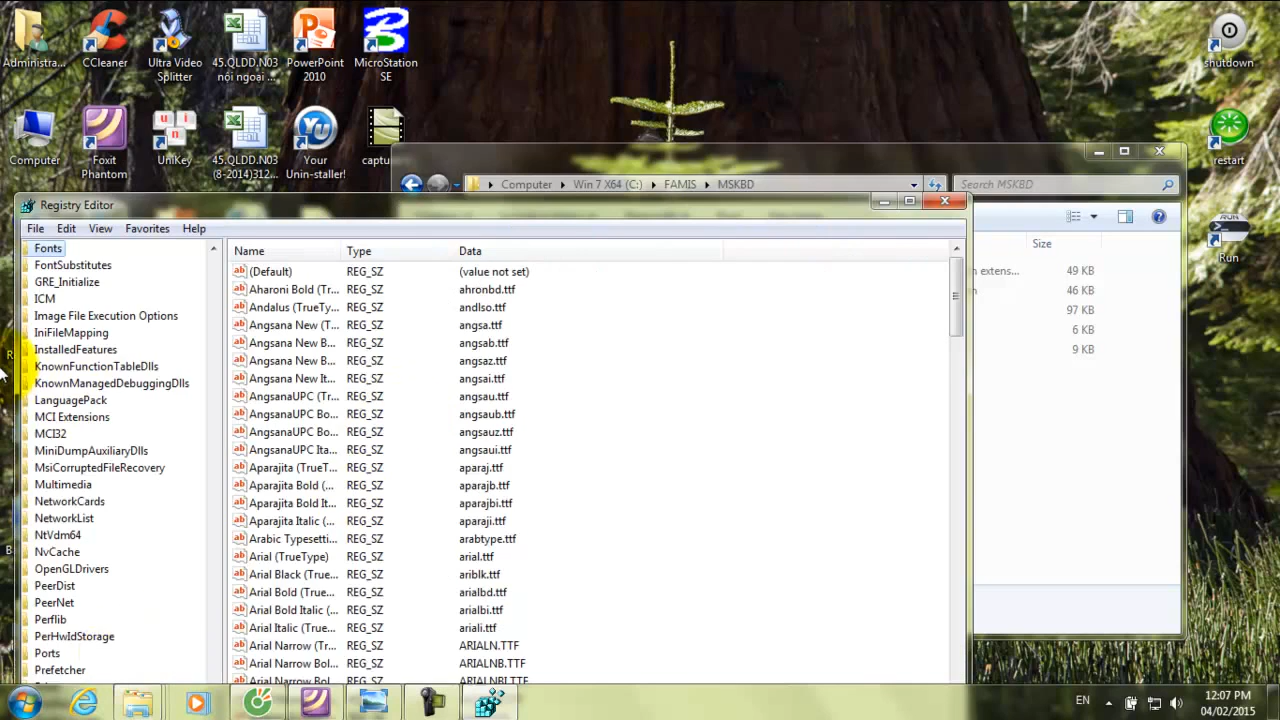 Administra...
CCleaner
Ultra Video
Splitter
45.QLDD.N03
nội ngoại ...
PowerPoint
2010
MicroStation
SE
shutdown
Computer
Foxit
Phantom
UniKey
45.QLDD.N03
(8-2014)312...
Your
Unin-staller!
captu
restart
Run
Computer
Win 7 X64 (C:)
FAMIS
MSKBD
Search MSKBD
Size
extens...
49 KB
46 KB
97 KB
6 KB
9 KB
Registry Editor
File Edit View Favorites Help
Fonts
FontSubstitutes
GRE_Initialize
ICM
Image File Execution Options
IniFileMapping
InstalledFeatures
KnownFunctionTableDlls
KnownManagedDebuggingDlls
LanguagePack
MCI Extensions
MCI32
MiniDumpAuxiliaryDlls
MsiCorruptedFileRecovery
Multimedia
NetworkCards
NetworkList
NtVdm64
NvCache
OpenGLDrivers
PeerDist
PeerNet
Perflib
PerHwIdStorage
Ports
Prefetcher
Name Type Data
(Default) REG_SZ (value not set)
Aharoni Bold (Tr... REG_SZ ahronbd.ttf
Andalus (TrueTy... REG_SZ andlso.ttf
Angsana New (T... REG_SZ angsa.ttf
Angsana New B... REG_SZ angsab.ttf
Angsana New B... REG_SZ angsaz.ttf
Angsana New It... REG_SZ angsai.ttf
AngsanaUPC (Tr... REG_SZ angsau.ttf
AngsanaUPC Bo... REG_SZ angsaub.ttf
AngsanaUPC Bo... REG_SZ angsauz.ttf
AngsanaUPC Ita... REG_SZ angsaui.ttf
Aparajita (TrueT... REG_SZ aparaj.ttf
Aparajita Bold (... REG_SZ aparajb.ttf
Aparajita Bold It... REG_SZ aparajbi.ttf
Aparajita Italic (... REG_SZ aparaji.ttf
Arabic Typesetti... REG_SZ arabtype.ttf
Arial (TrueType) REG_SZ arial.ttf
Arial Black (True... REG_SZ ariblk.ttf
Arial Bold (True... REG_SZ arialbd.ttf
Arial Bold Italic (... REG_SZ arialbi.ttf
Arial Italic (True... REG_SZ ariali.ttf
Arial Narrow (Tr... REG_SZ ARIALN.TTF
Arial Narrow Bol... REG_SZ ARIALNB.TTF
Arial Narrow Bol... REG_SZ ARIALNBI.TTF
EN
12:07 PM
04/02/2015